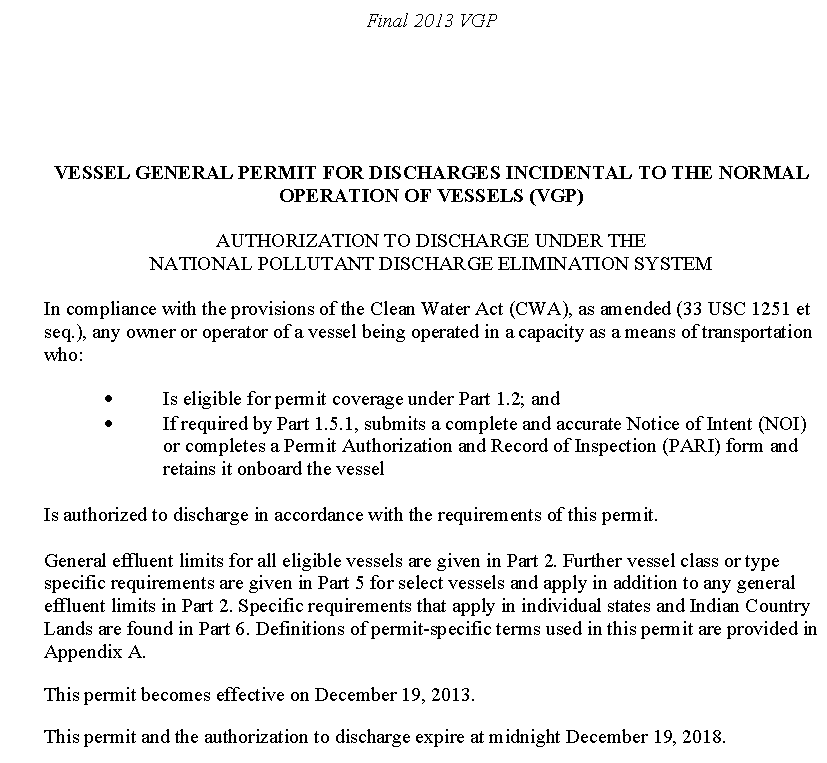 Final 2013 VGP
VESSEL GENERAL PERMIT FOR DISCHARGES INCIDENTAL TO THE NORMAL
OPERATION OF VESSELS (VGP)
AUTHORIZATION TO DISCHARGE UNDER THE
NATIONAL POLLUTANT DISCHARGE ELIMINATION SYSTEM
In compliance with the provisions of the Clean Water Act (CWA), as amended (33 USC 1251 et
seq.), any owner or operator of a vessel being operated in a capacity as a means of transportation
who:
• Is eligible for permit coverage under Part 1.2; and
• If required by Part 1.5.1, submits a complete and accurate Notice of Intent (NOI)
or completes a Permit Authorization and Record of Inspection (PARI) form and
retains it onboard the vessel
Is authorized to discharge in accordance with the requirements of this permit.
General effluent limits for all eligible vessels are given in Part 2. Further vessel class or type
specific requirements are given in Part 5 for select vessels and apply in addition to any general
effluent limits in Part 2. Specific requirements that apply in individual states and Indian Country
Lands are found in Part 6. Definitions of permit-specific terms used in this permit are provided in
Appendix A.
This permit becomes effective on December 19, 2013.
This permit and the authorization to discharge expire at midnight December 19, 2018.